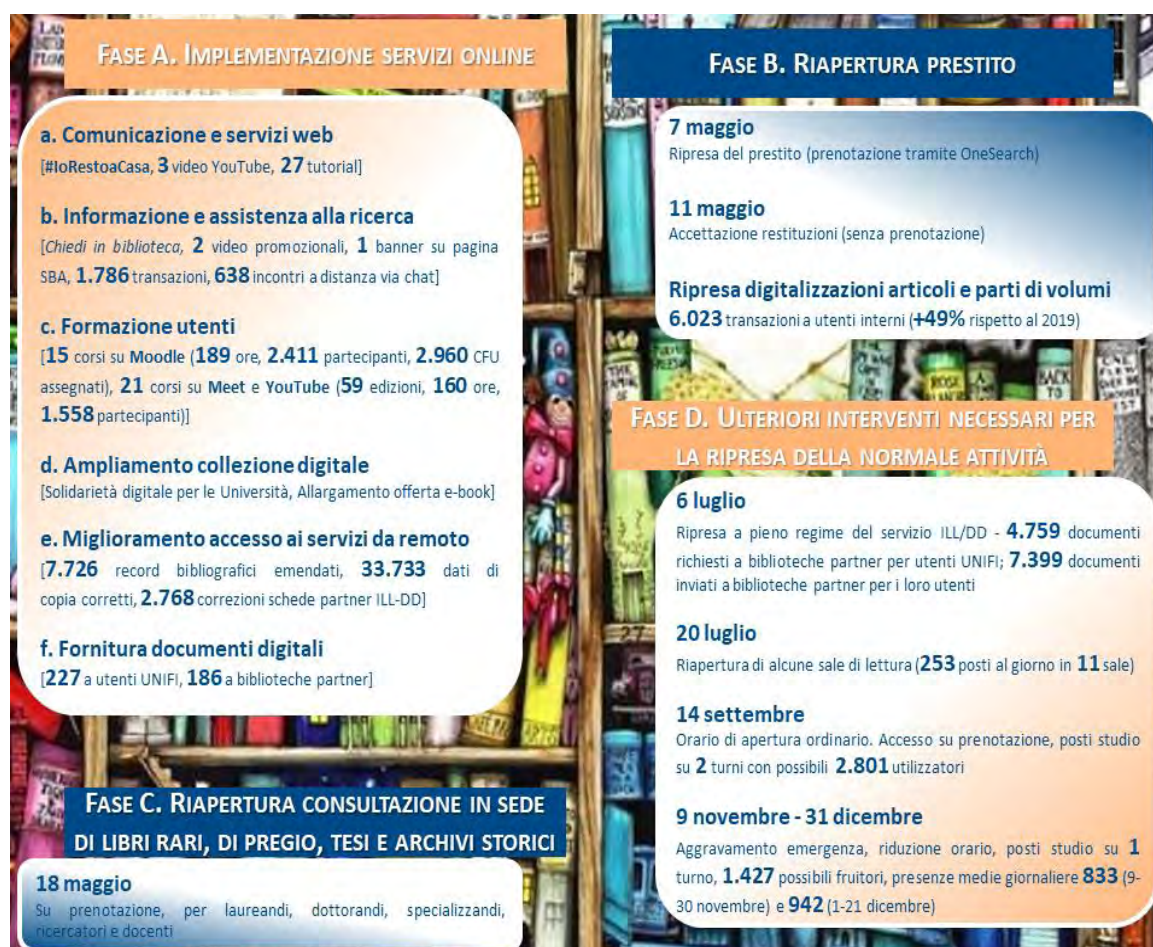 FASE A. IMPLEMENTAZIONE SERVIZI ONLINE
a. Comunicazione e servizi web
[#IoRestoaCasa, 3 video YouTube, 27 tutorial]
b. Informazione e assistenza alla ricerca
[Chiedi in biblioteca, 2 video promozionali, 1 banner su pagina
SBA, 1.786 transazioni, 638 incontri a distanza via chat]
c. Formazione utenti
[15 corsi su Moodle (189 ore, 2.411 partecipanti, 2.960 CFU
assegnati), 21 corsi su Meet e YouTube (59 edizioni, 160 ore,
1.558 partecipanti)]
d. Ampliamento collezione digitale
[Solidarietà digitale per le Università, Allargamento offerta e-book]
e. Miglioramento accesso ai servizi da remoto
[7.726 record bibliografici emendati, 33.733 dati di
copia corretti, 2.768 correzioni schede partner ILL-DD]
f. Fornitura documenti digitali
[227 a utenti UNIFI, 186 a biblioteche partner]
FASE B. RIAPERTURA PRESTITO
7 maggio
Ripresa del prestito (prenotazione tramite OneSearch)
11 maggio
Accettazione restituzioni (senza prenotazione)
Ripresa digitalizzazioni articoli e parti di volumi
6.023 transazioni a utenti interni (+49% rispetto al 2019)
FASE C. RIAPERTURA CONSULTAZIONE IN SEDE
DI LIBRI RARI, DI PREGIO, TESI E ARCHIVI STORICI
18 maggio
Su prenotazione, per laureandi, dottorandi, specializzandi,
ricercatori e docenti
FASE D. ULTERIORI INTERVENTI NECESSARI PER
LA RIPRESA DELLA NORMALE ATTIVITÀ
6 luglio
Ripresa a pieno regime del servizio ILL/DD - 4.759 documenti
richiesti a biblioteche partner per utenti UNIFI; 7.399 documenti
inviati a biblioteche partner per i loro utenti
20 luglio
Riapertura di alcune sale di lettura (253 posti al giorno in 11 sale)
14 settembre
Orario di apertura ordinario. Accesso su prenotazione, posti studio
su 2 turni con possibili 2.801 utilizzatori
9 novembre - 31 dicembre
Aggravamento emergenza, riduzione orario, posti studio su 1
turno, 1.427 possibili fruitori, presenze medie giornaliere 833 (9-
30 novembre) e 942 (1-21 dicembre)